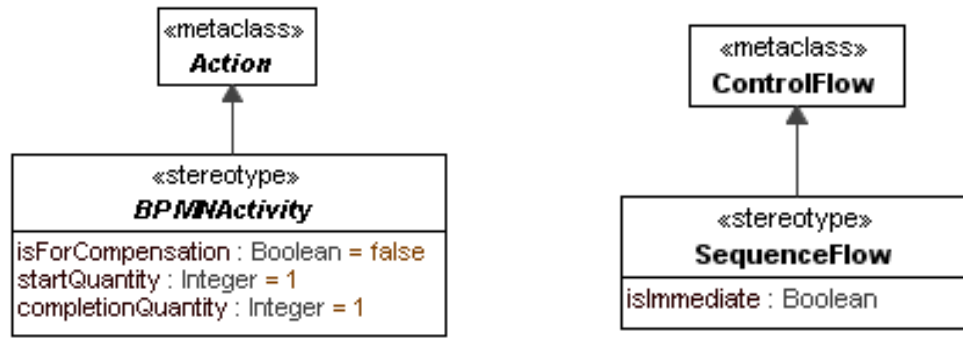 «metaclass»
Action
«stereotype»
BPMNActivity
isForCompensation : Boolean = false
startQuantity : Integer = 1
completionQuantity : Integer = 1
«metaclass»
ControlFlow
«stereotype»
SequenceFlow
isImmediate : Boolean